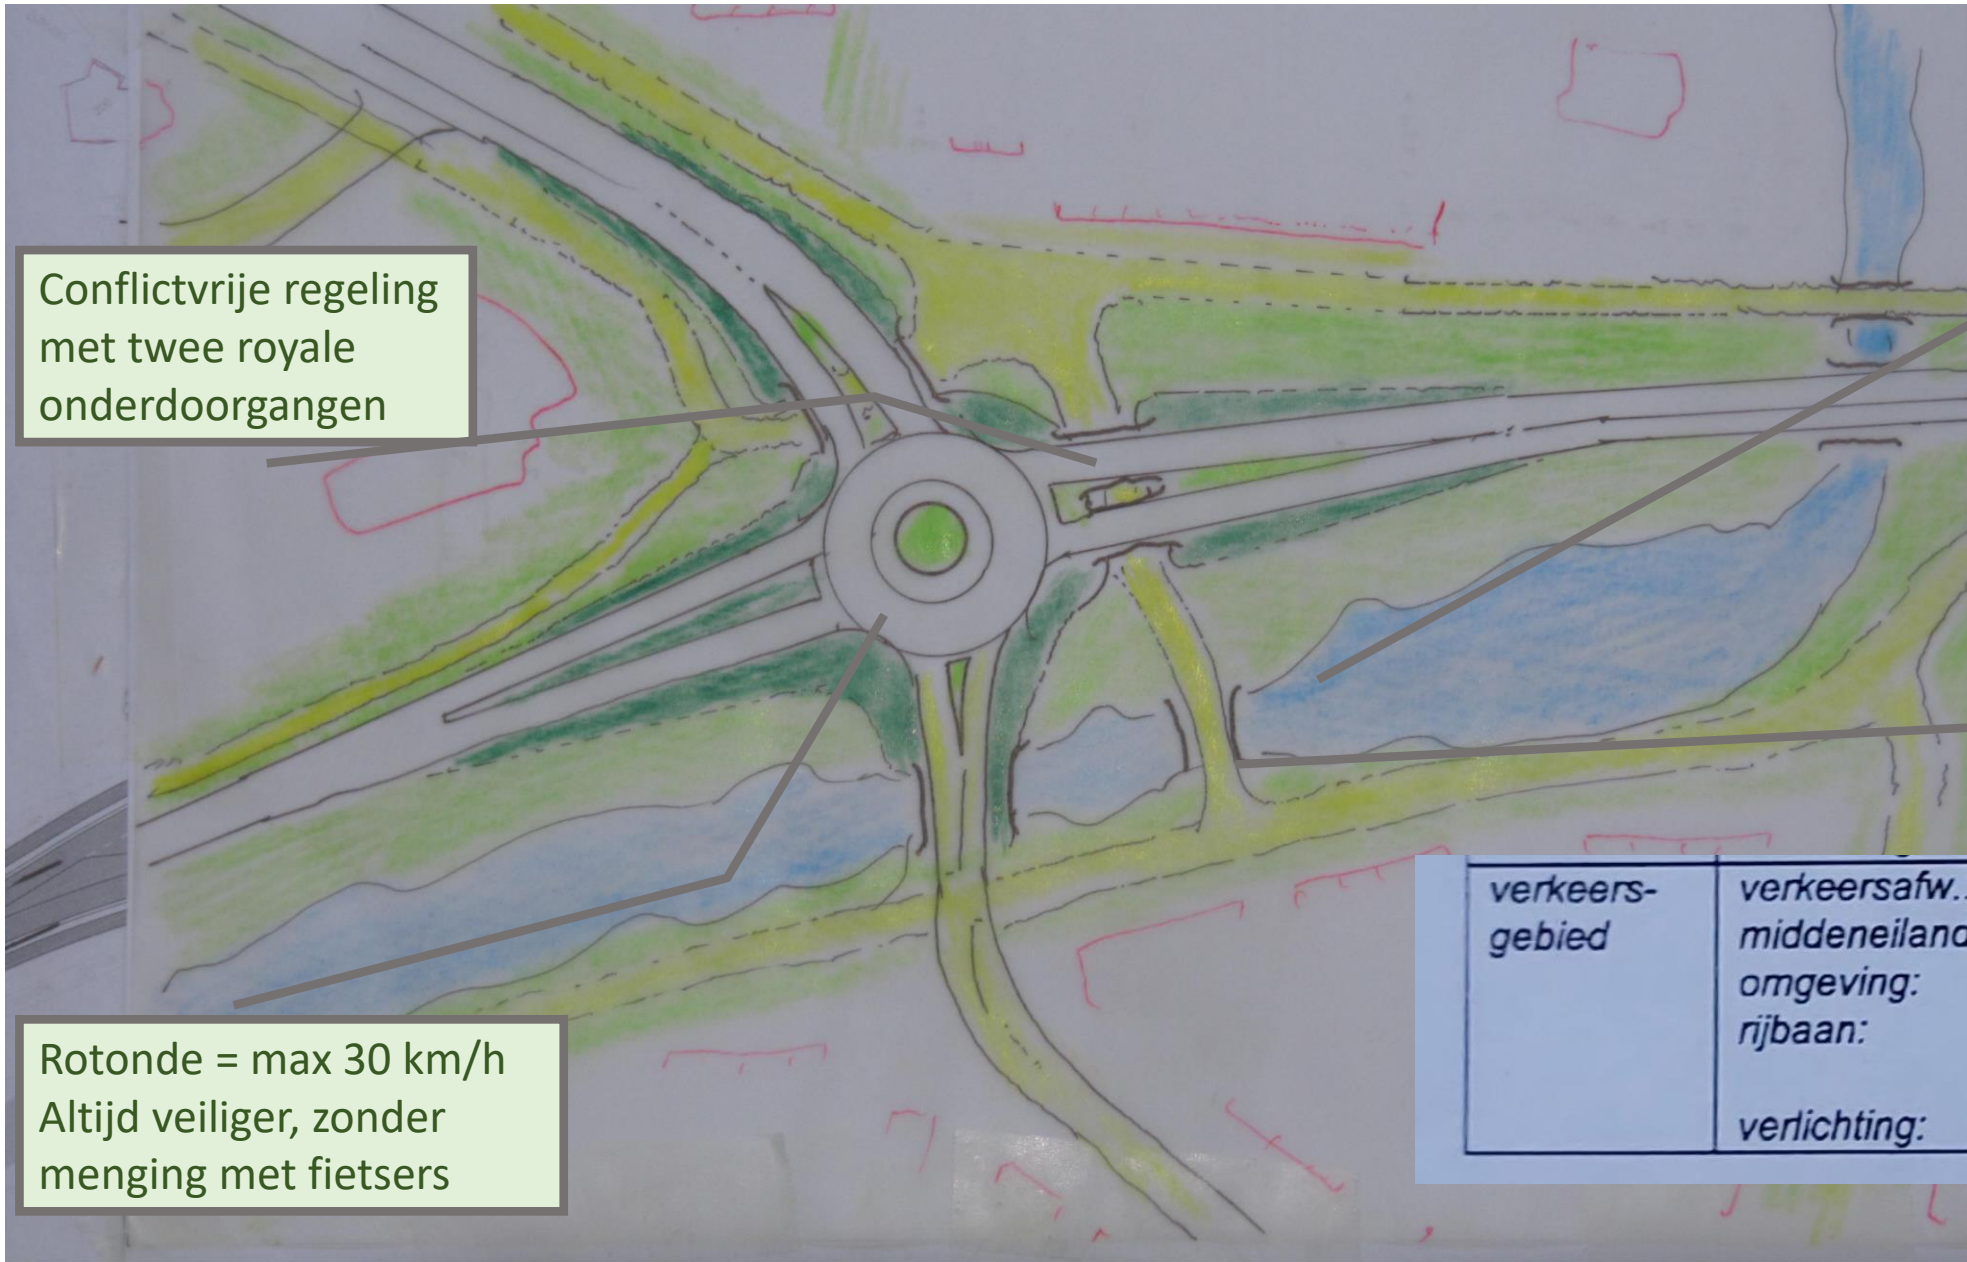 Conflictvrije regeling
met twee royale
onderdoorgangen
Rotonde = max 30 km/h
Altijd veiliger, zonder
menging met fietsers
verkeers-
gebied
verkeersafw..
middeneiland
omgeving:
rijbaan:
verlichting: